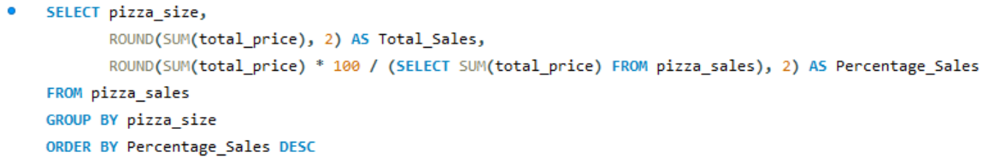 SELECT pizza_size,
ROUND(SUM(total_price), 2) AS Total_Sales,
ROUND(SUM(total_price) * 100 / (SELECT SUM(total_price) FROM pizza_sales), 2) AS Percentage_Sales
FROM pizza_sales
GROUP BY pizza_size
ORDER BY Percentage_Sales DESC